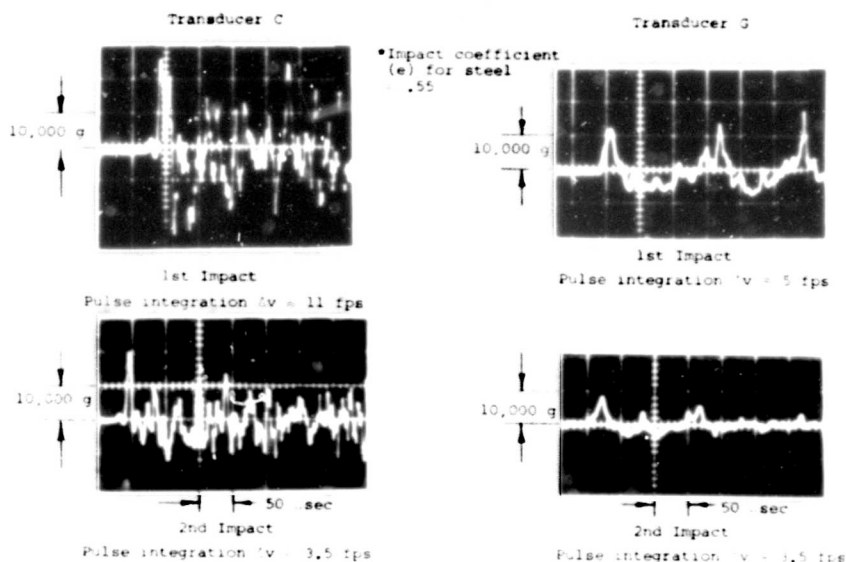 Transducer C
Transducer G
*Impact coefficient
(e) for steel
.55
10,000 g
10,000 g
1st Impact
Pulse integration v = 11 fps
1st Impact
Pulse integration v = 5 fps
10,000 g
10,000 g
50 sec
50 sec
2nd Impact
Pulse integration v 3.5 fps
2nd Impact
Pulse integration v .5 fps